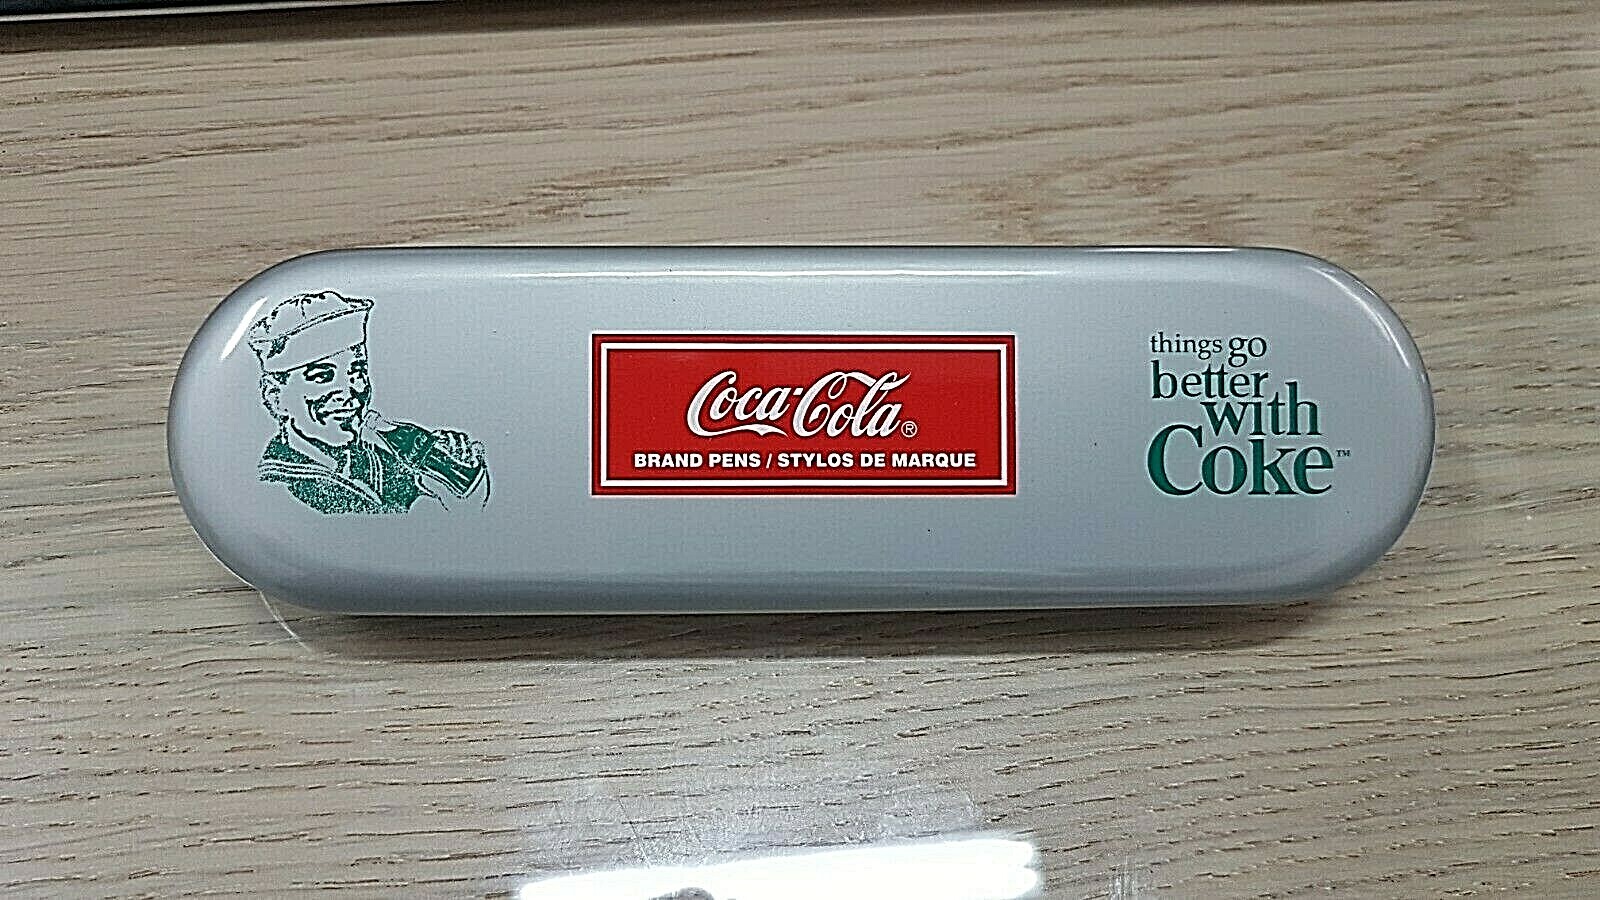 Coca-Cola®
BRAND PENS / STYLOS DE MARQUE
things go
better
with
Coke™